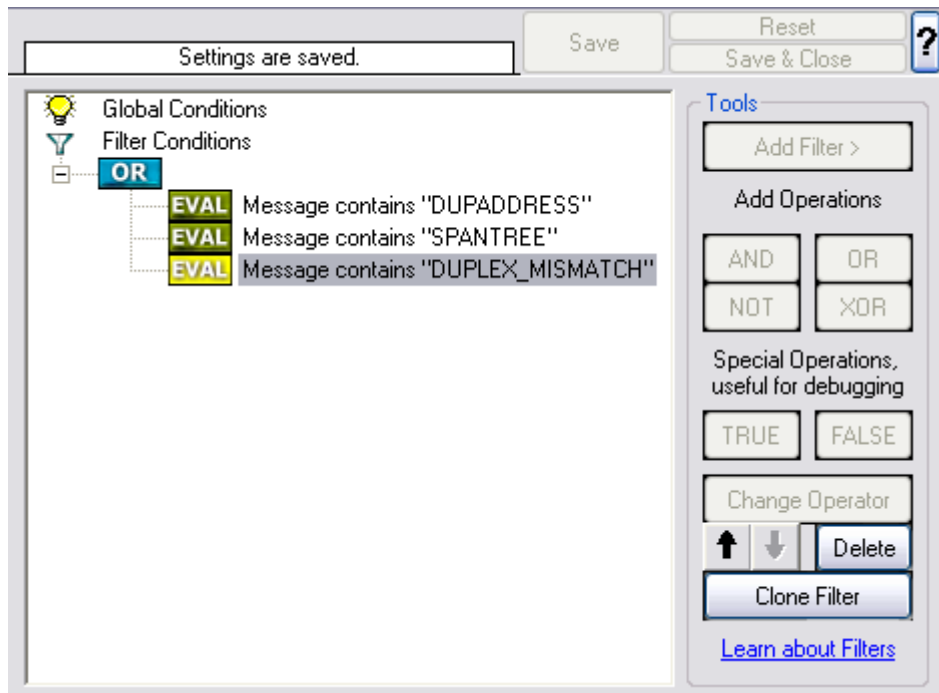 Settings are saved.
Save
Reset
Save & Close
?
Global Conditions
Filter Conditions
OR
EVAL Message contains "DUPADDRESS"
EVAL Message contains "SPANTREE"
EVAL Message contains "DUPLEX_MISMATCH"
Tools
Add Filter >
Add Operations
AND OR
NOT XOR
Special Operations,
useful for debugging
TRUE FALSE
Change Operator
Delete
Clone Filter
Learn about Filters